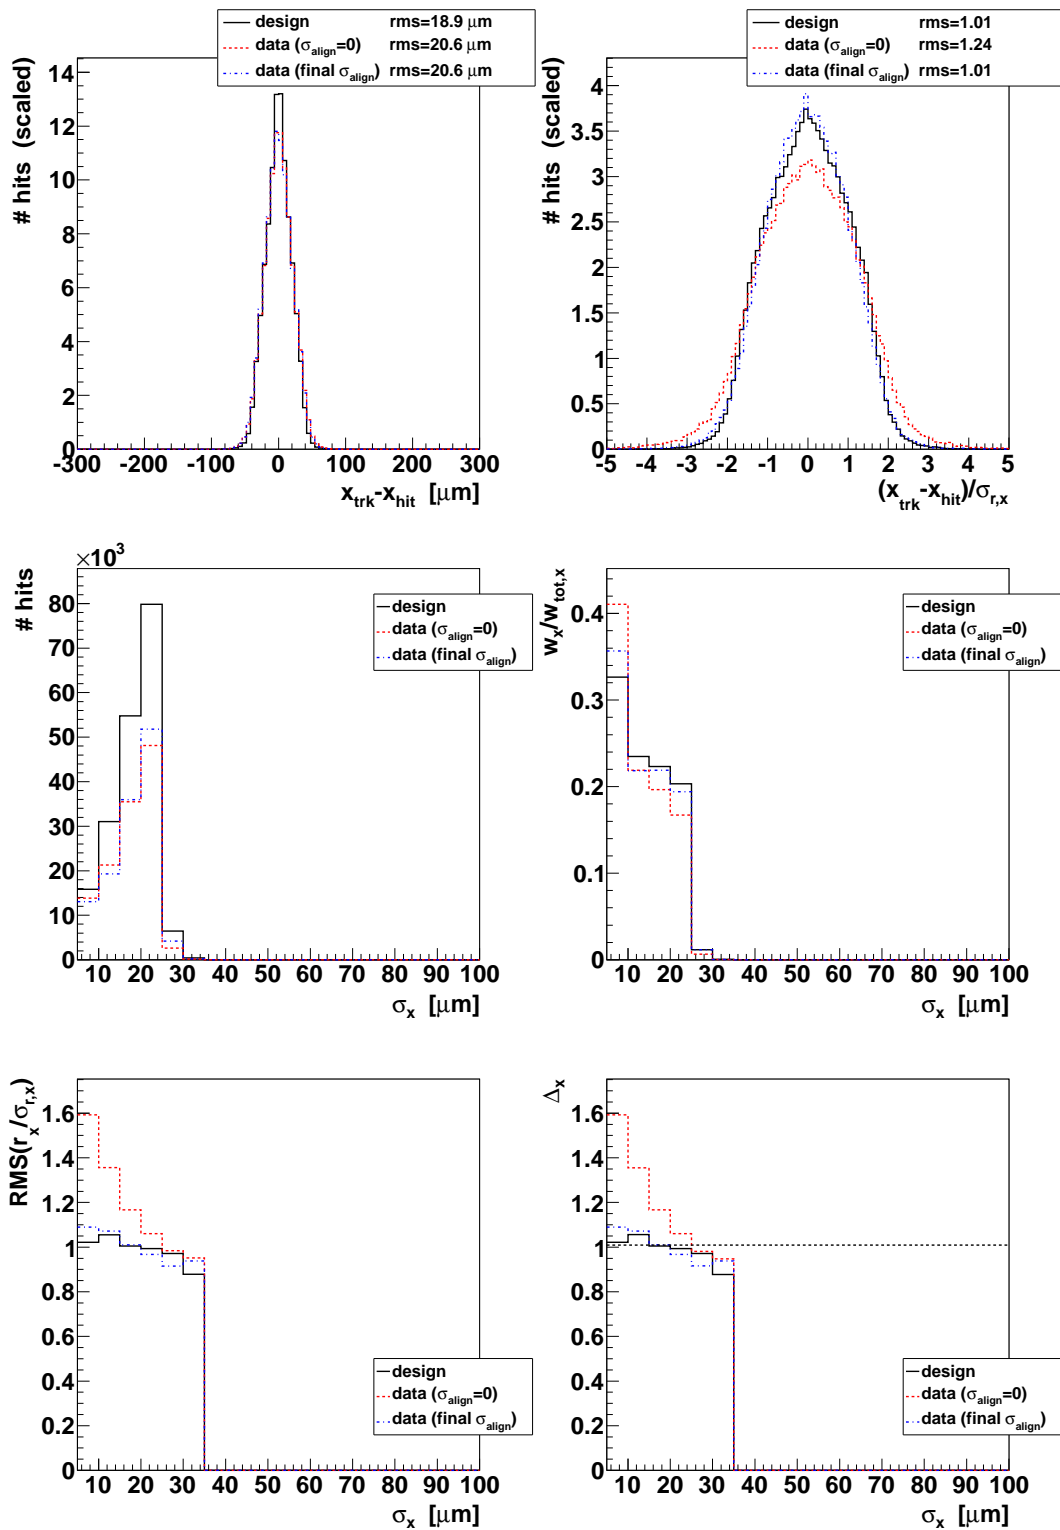 design rms=18.9 μm
data (σalign=0) rms=20.6 μm
data (final σalign) rms=20.6 μm
# hits (scaled)
14
12
10
8
6
4
2
0
-300 -200 -100 0 100 200 300
xtrk-xhit [μm]
design rms=1.01
data (σalign=0) rms=1.24
data (final σalign) rms=1.01
# hits (scaled)
4
3.5
3
2.5
2
1.5
1
0.5
0
-5 -4 -3 -2 -1 0 1 2 3 4 5
(xtrk-xhit)/σr,x
×10³
# hits
80
70
60
50
40
30
20
10
0
design
data (σalign=0)
data (final σalign)
10 20 30 40 50 60 70 80 90 100
σx [μm]
wx/wtot,x
0.4
0.3
0.2
0.1
0
design
data (σalign=0)
data (final σalign)
10 20 30 40 50 60 70 80 90 100
σx [μm]
RMS(rx/σr,x)
1.6
1.4
1.2
1
0.8
0.6
0.4
0.2
0
design
data (σalign=0)
data (final σalign)
10 20 30 40 50 60 70 80 90 100
σx [μm]
Δx
1.6
1.4
1.2
1
0.8
0.6
0.4
0.2
0
design
data (σalign=0)
data (final σalign)
10 20 30 40 50 60 70 80 90 100
σx [μm]